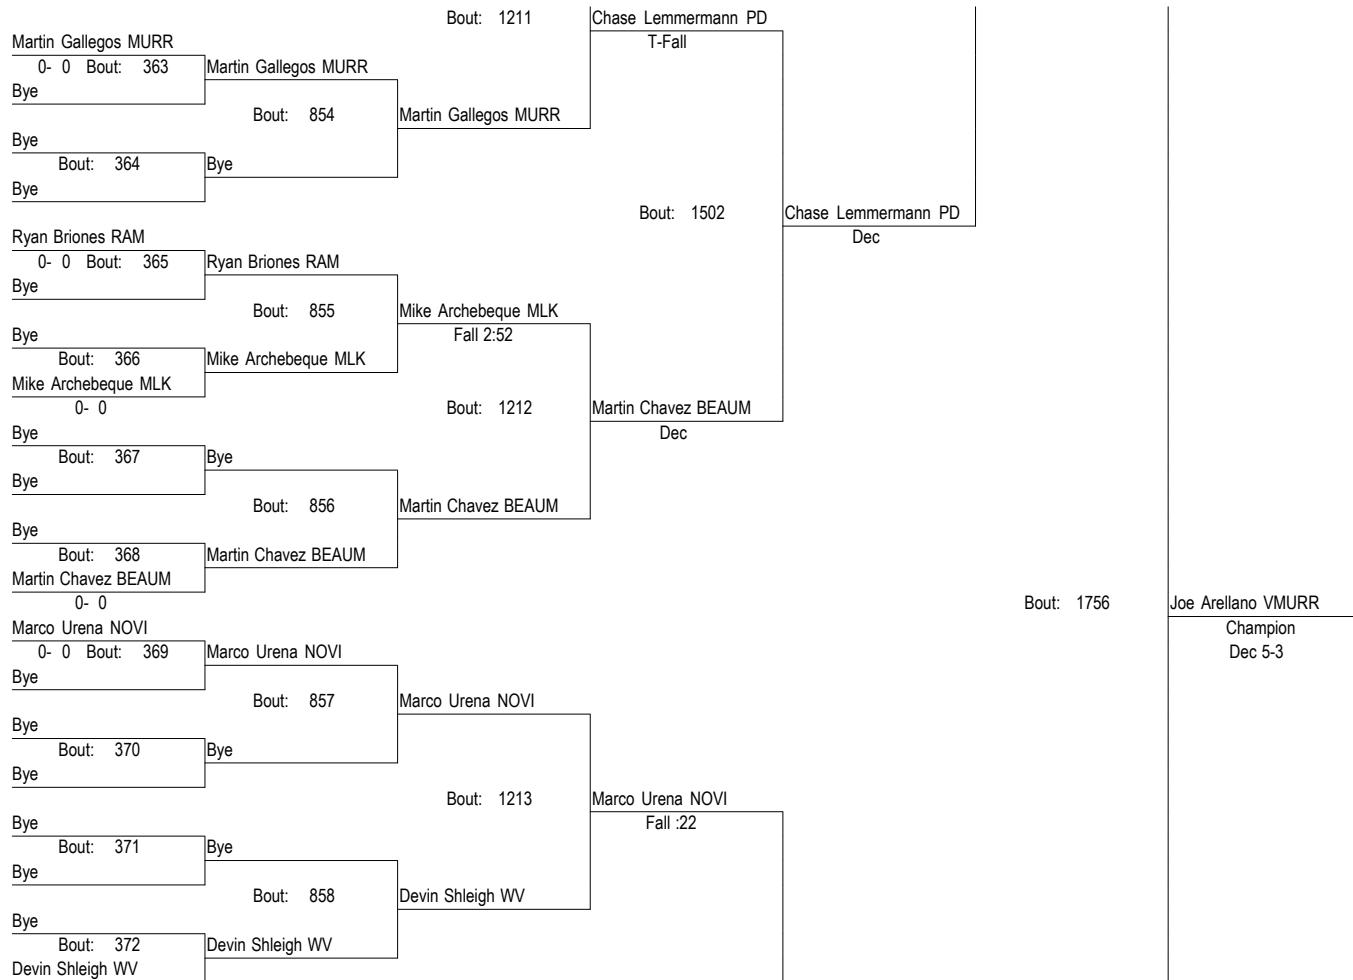 Bout: 1211 Chase Lemmermann PD
Martin Gallegos MURR T-Fall
0- 0 Bout: 363 Martin Gallegos MURR
Bye
Bout: 854 Martin Gallegos MURR
Bye
Bout: 364 Bye
Bye
Bout: 1502 Chase Lemmermann PD
Ryan Briones RAM Dec
0- 0 Bout: 365 Ryan Briones RAM
Bye
Bout: 855 Mike Archebeque MLK
Bye Fall 2:52
Bout: 366 Mike Archebeque MLK
Mike Archebeque MLK
0- 0 Bout: 1212 Martin Chavez BEAUM
Bye Dec
Bout: 367 Bye
Bye
Bout: 856 Martin Chavez BEAUM
Bye
Bout: 368 Martin Chavez BEAUM
Martin Chavez BEAUM
0- 0 Bout: 1756 Joe Arellano VMURR
Marco Urena NOVI Champion
0- 0 Bout: 369 Marco Urena NOVI Dec 5-3
Bye
Bout: 857 Marco Urena NOVI
Bye
Bout: 370 Bye
Bye
Bout: 1213 Marco Urena NOVI
Bye Fall :22
Bout: 371 Bye
Bye
Bout: 858 Devin Shleigh WV
Bye
Bout: 372 Devin Shleigh WV
Devin Shleigh WV